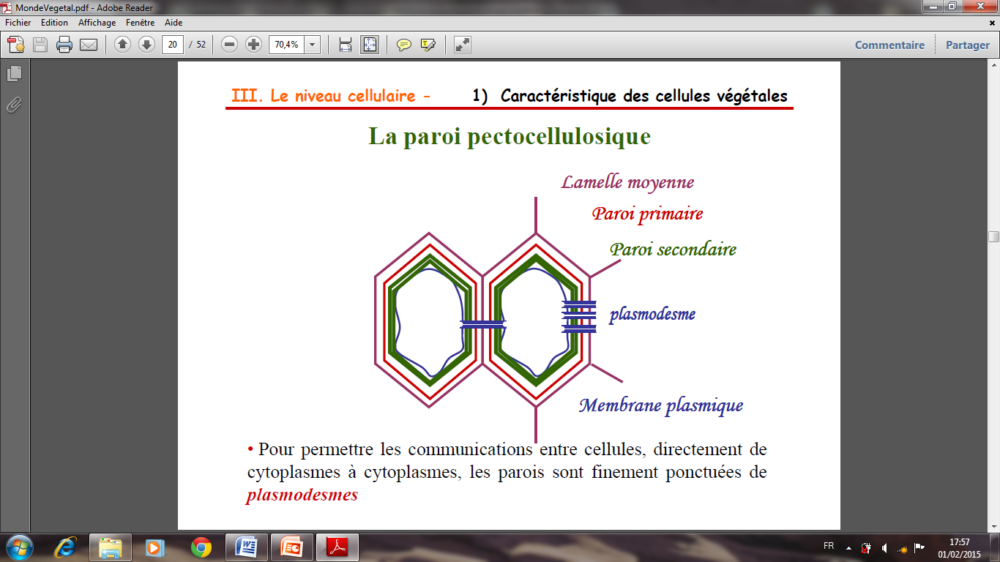 MondeVegetal.pdf - Adobe Reader
Fichier Edition Affichage Fenêtre Aide
20 / 52 70,4% Commentaire Partager
III. Le niveau cellulaire - 1) Caractéristique des cellules végétales
La paroi pectocellulosique
Lamelle moyenne
Paroi primaire
Paroi secondaire
plasmodesme
Membrane plasmique
• Pour permettre les communications entre cellules, directement de
cytoplasmes à cytoplasmes, les parois sont finement ponctuées de
plasmodesmes
FR 17:57
01/02/2015